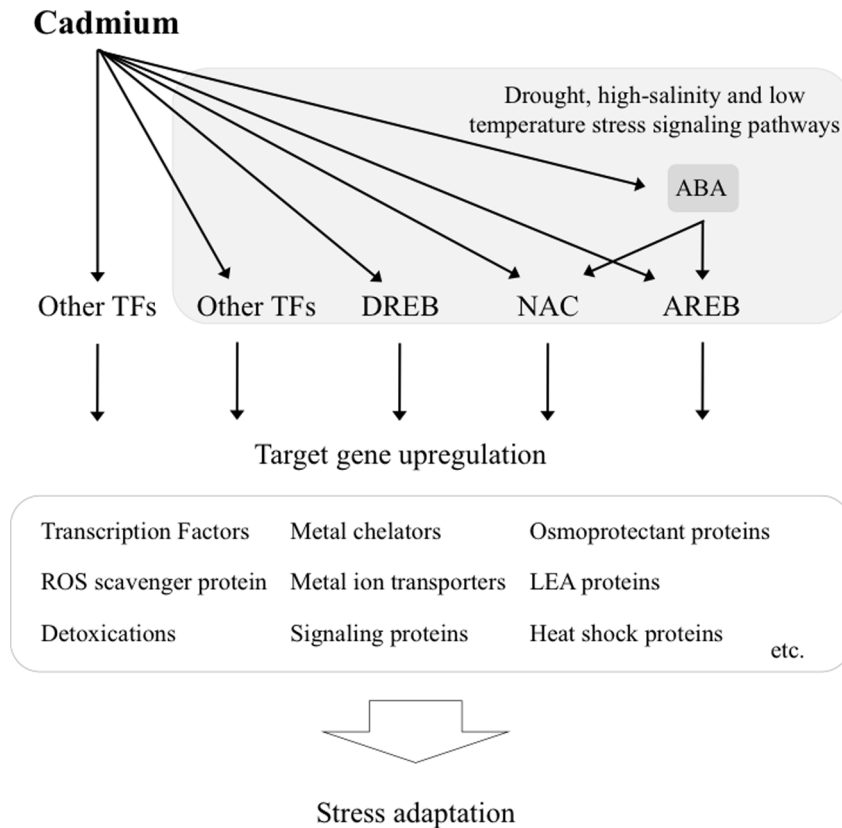 Cadmium
Drought, high-salinity and low
temperature stress signaling pathways
ABA
Other TFs Other TFs DREB NAC AREB
Target gene upregulation
Transcription Factors Metal chelators Osmoprotectant proteins
ROS scavenger protein Metal ion transporters LEA proteins
Detoxications Signaling proteins Heat shock proteins
etc.
Stress adaptation